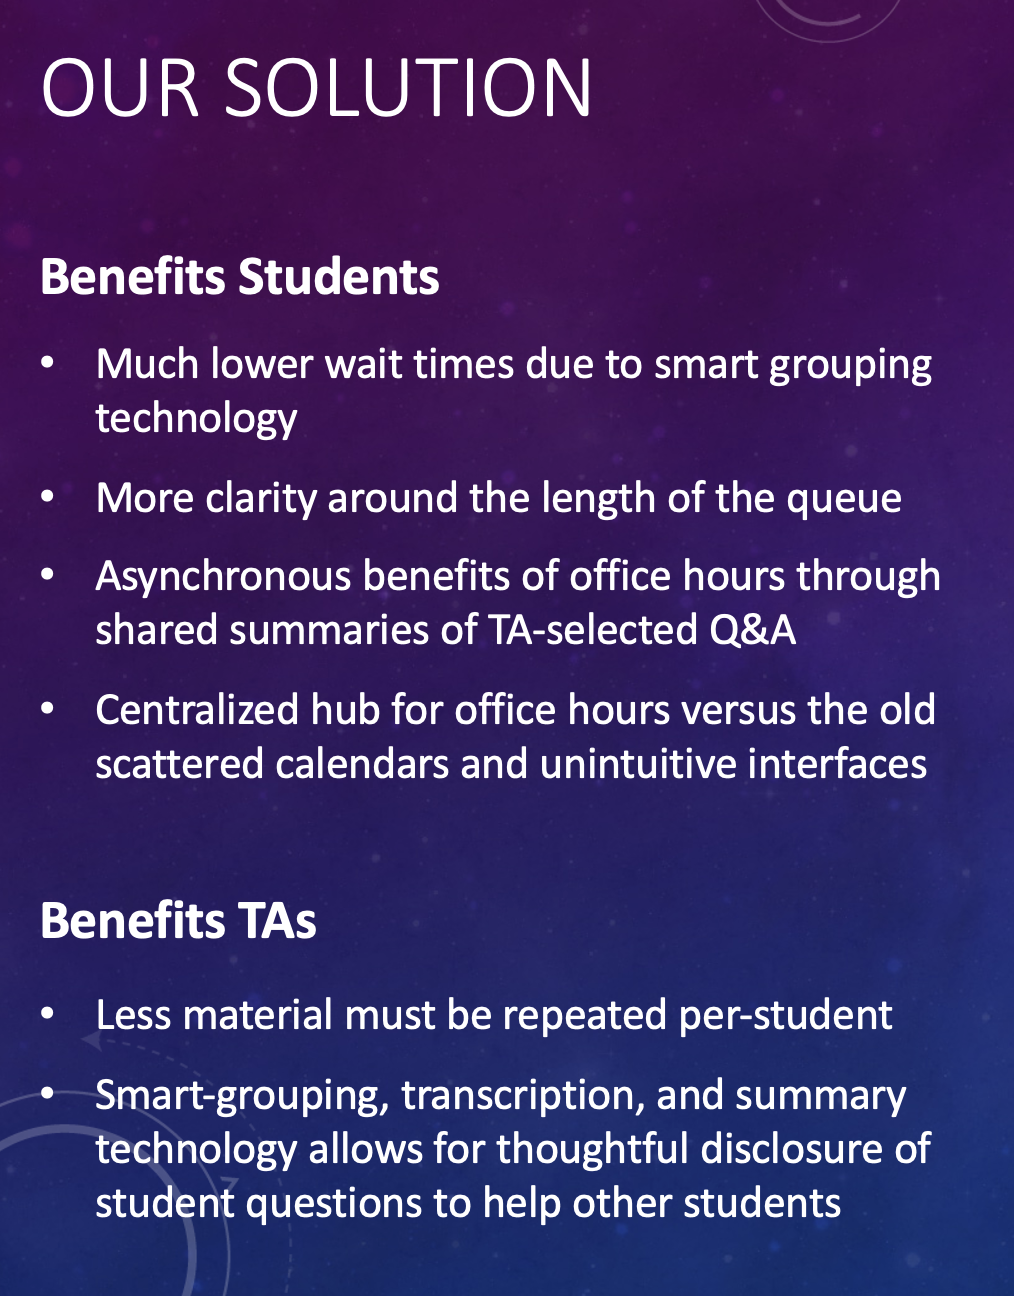 OUR SOLUTION
Benefits Students
• Much lower wait times due to smart grouping
technology
• More clarity around the length of the queue
• Asynchronous benefits of office hours through
shared summaries of TA-selected Q&A
• Centralized hub for office hours versus the old
scattered calendars and unintuitive interfaces
Benefits TAs
• Less material must be repeated per-student
• Smart-grouping, transcription, and summary
technology allows for thoughtful disclosure of
student questions to help other students